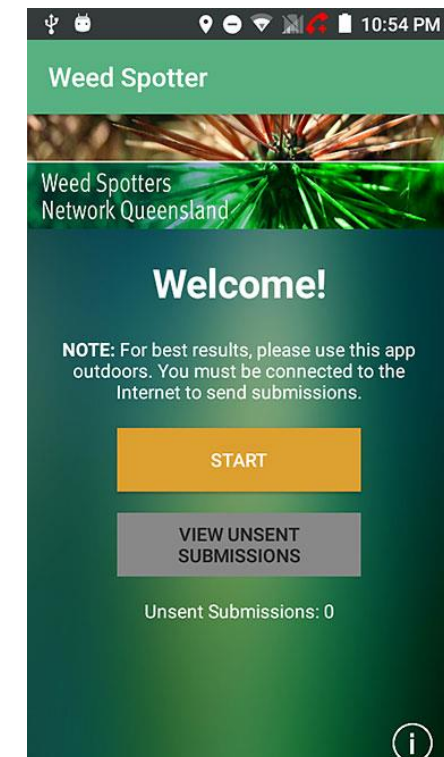 10:54 PM
Weed Spotter
Weed Spotters
Network Queensland
Welcome!
NOTE: For best results, please use this app
outdoors. You must be connected to the
Internet to send submissions.
START
VIEW UNSENT
SUBMISSIONS
Unsent Submissions: 0
i